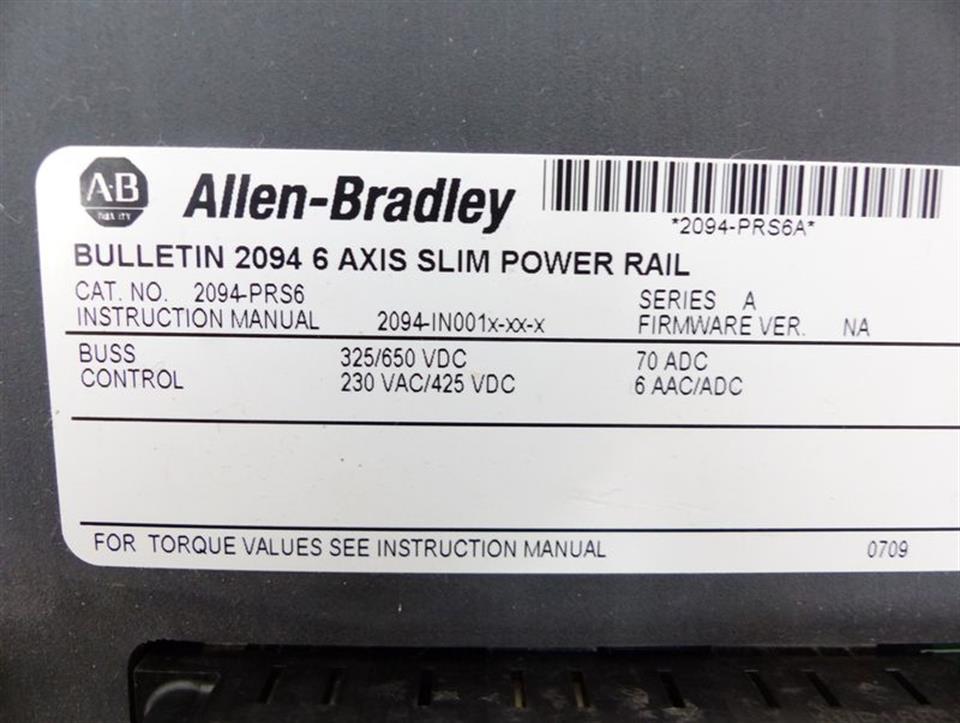 A-B
QUALITY
Allen-Bradley
*2094-PRS6A*
BULLETIN 2094 6 AXIS SLIM POWER RAIL
CAT. NO. 2094-PRS6
SERIES A
INSTRUCTION MANUAL 2094-IN001x-xx-x
FIRMWARE VER. NA
BUSS 325/650 VDC 70 ADC
CONTROL 230 VAC/425 VDC 6 AAC/ADC
FOR TORQUE VALUES SEE INSTRUCTION MANUAL 0709